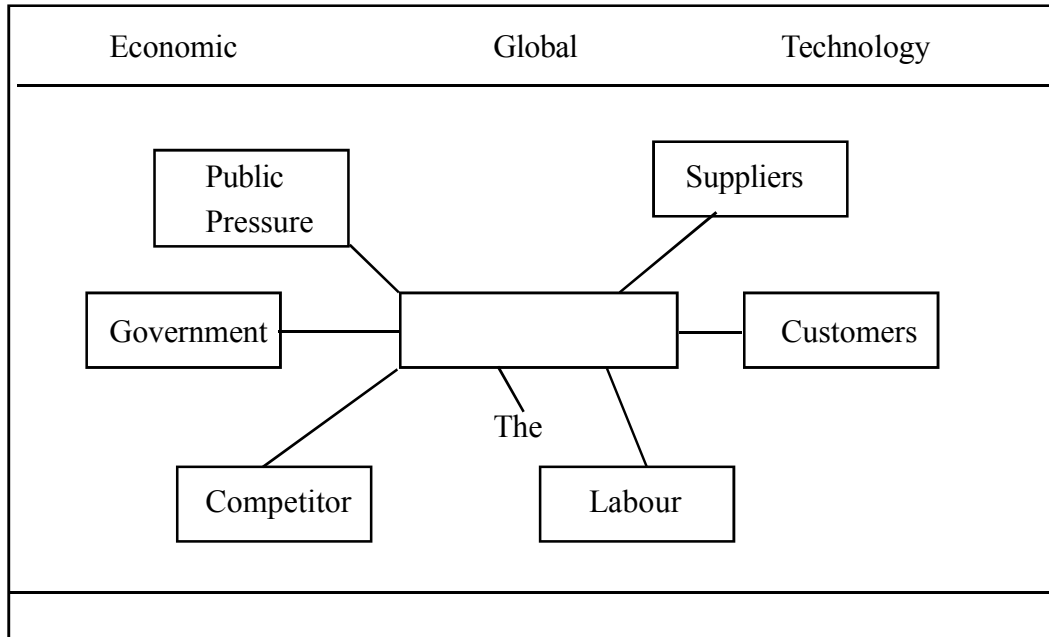 Economic Global Technology
Public
Pressure
Suppliers
Government
Customers
The
Competitor
Labour